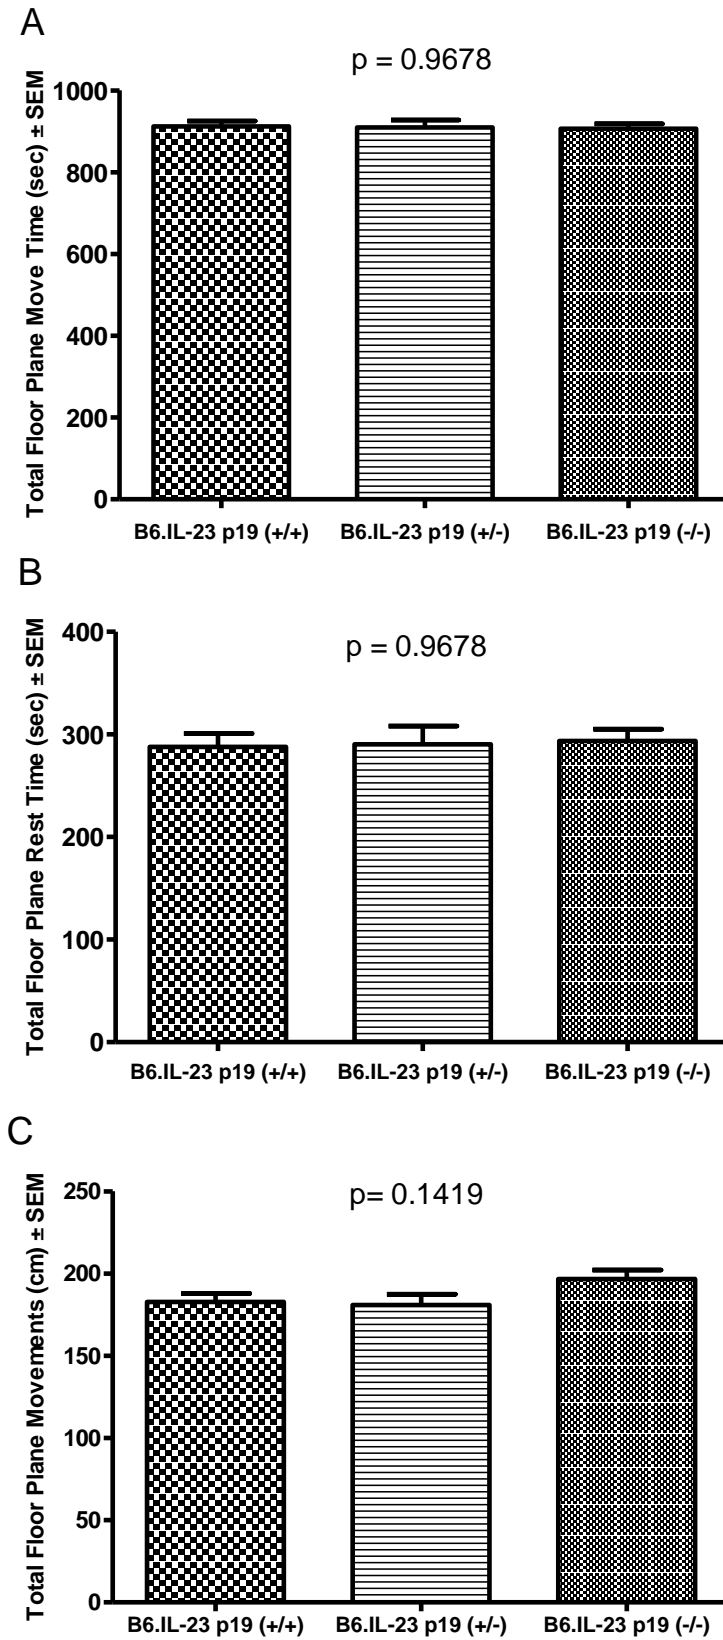 A
p = 0.9678
Total Floor Plane Move Time (sec) ± SEM
1000
800
600
400
200
0
B6.IL-23 p19 (+/+) B6.IL-23 p19 (+/-) B6.IL-23 p19 (-/-)
B
p = 0.9678
Total Floor Plane Rest Time (sec) ± SEM
400
300
200
100
0
B6.IL-23 p19 (+/+) B6.IL-23 p19 (+/-) B6.IL-23 p19 (-/-)
C
p= 0.1419
Total Floor Plane Movements (cm) ± SEM
250
200
150
100
50
0
B6.IL-23 p19 (+/+) B6.IL-23 p19 (+/-) B6.IL-23 p19 (-/-)